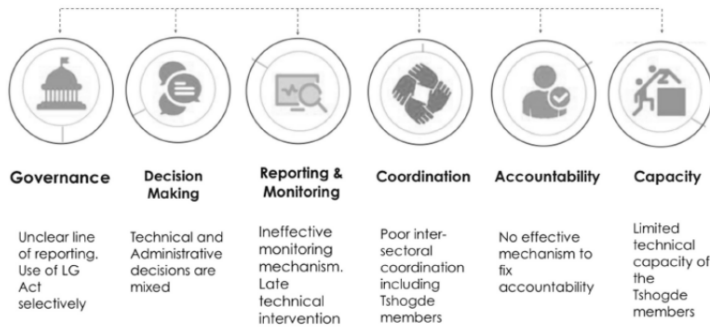 Governance
Unclear line
of reporting.
Use of LG
Act
selectively
Decision
Making
Technical and
Administrative
decisions are
mixed
Reporting &
Monitoring
Ineffective
monitoring
mechanism.
Late
technical
intervention
Coordination
Poor inter-
sectoral
coordination
including
Tshogde
members
Accountability
No effective
mechanism to
fix
accountability
Capacity
Limited
technical
capacity of
the
Tshogde
members